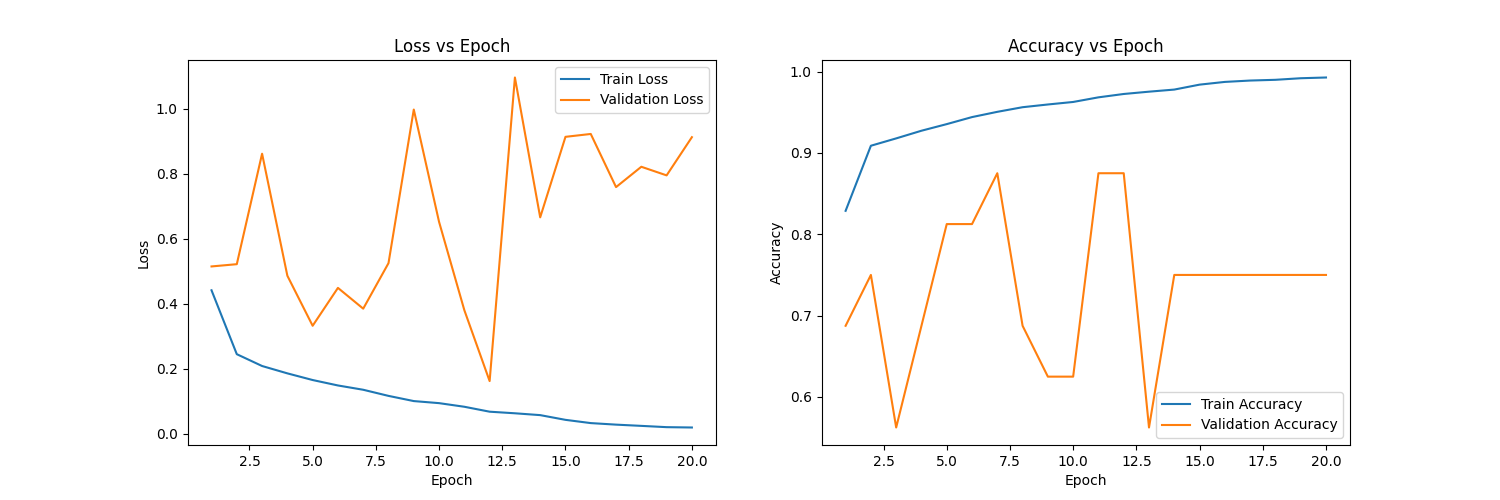 Loss vs Epoch
Train Loss
Validation Loss
Loss
1.0
0.8
0.6
0.4
0.2
0.0
2.5 5.0 7.5 10.0 12.5 15.0 17.5 20.0
Epoch
Accuracy vs Epoch
Accuracy
1.0
0.9
0.8
0.7
0.6
Train Accuracy
Validation Accuracy
2.5 5.0 7.5 10.0 12.5 15.0 17.5 20.0
Epoch